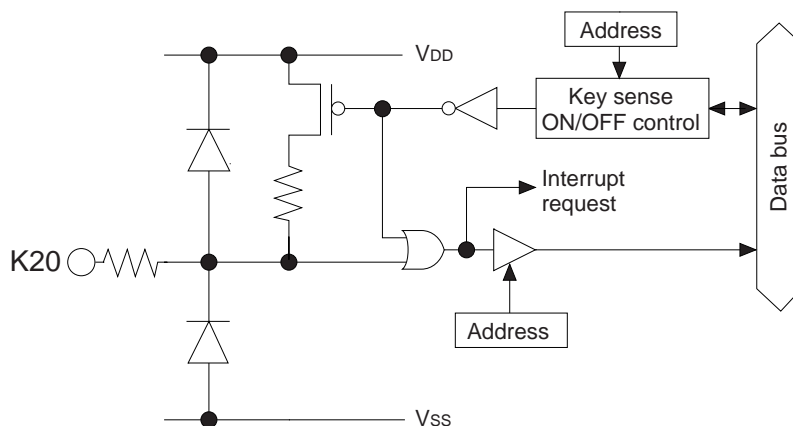 Address
VDD
Key sense
ON/OFF control
Data bus
Interrupt
request
K20
Address
VSS